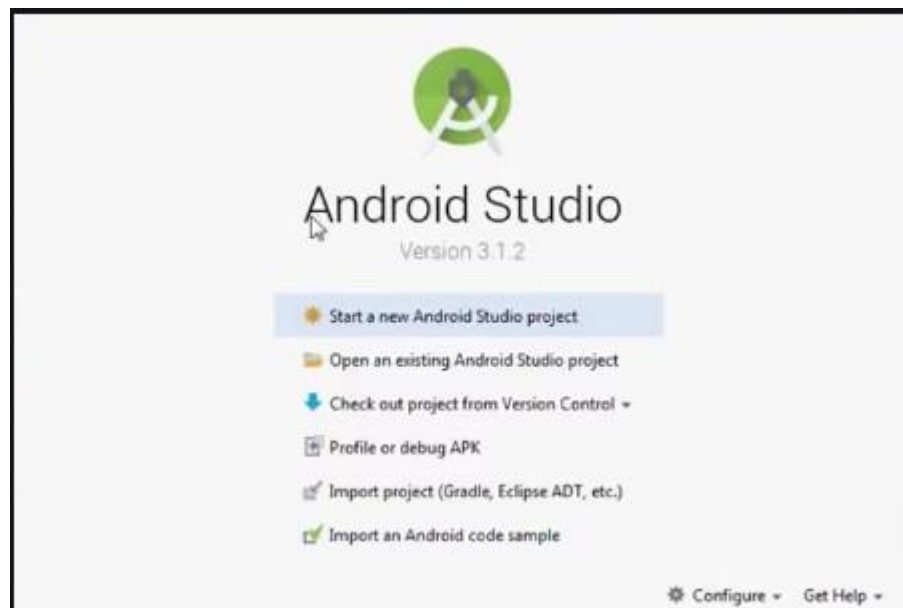 Android Studio
Version 3.1.2
Start a new Android Studio project
Open an existing Android Studio project
Check out project from Version Control
Profile or debug APK
Import project (Gradle, Eclipse ADT, etc.)
Import an Android code sample
Configure Get Help